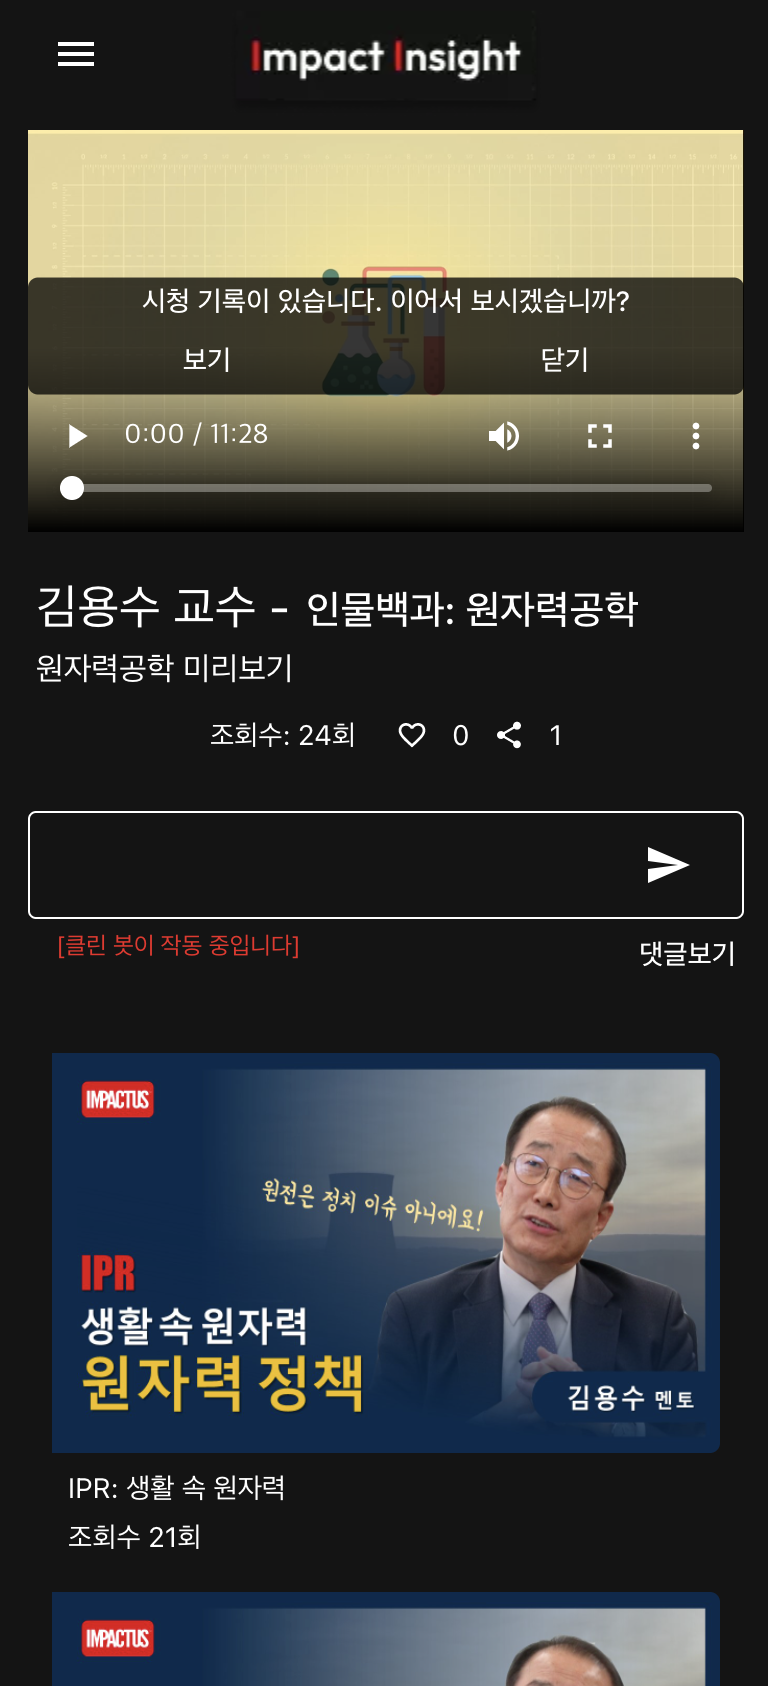 Impact Insight
시청 기록이 있습니다. 이어서 보시겠습니까?
보기 닫기
0:00 / 11:28
김용수 교수 - 인물백과: 원자력공학
원자력공학 미리보기
조회수: 24회 0 1
[클린 봇이 작동 중입니다]
댓글보기
IMPACTUS
원전은 정치 이슈 아니에요!
IPR
생활 속 원자력
원자력 정책
김용수 멘토
IPR: 생활 속 원자력
조회수 21회
IMPACTUS